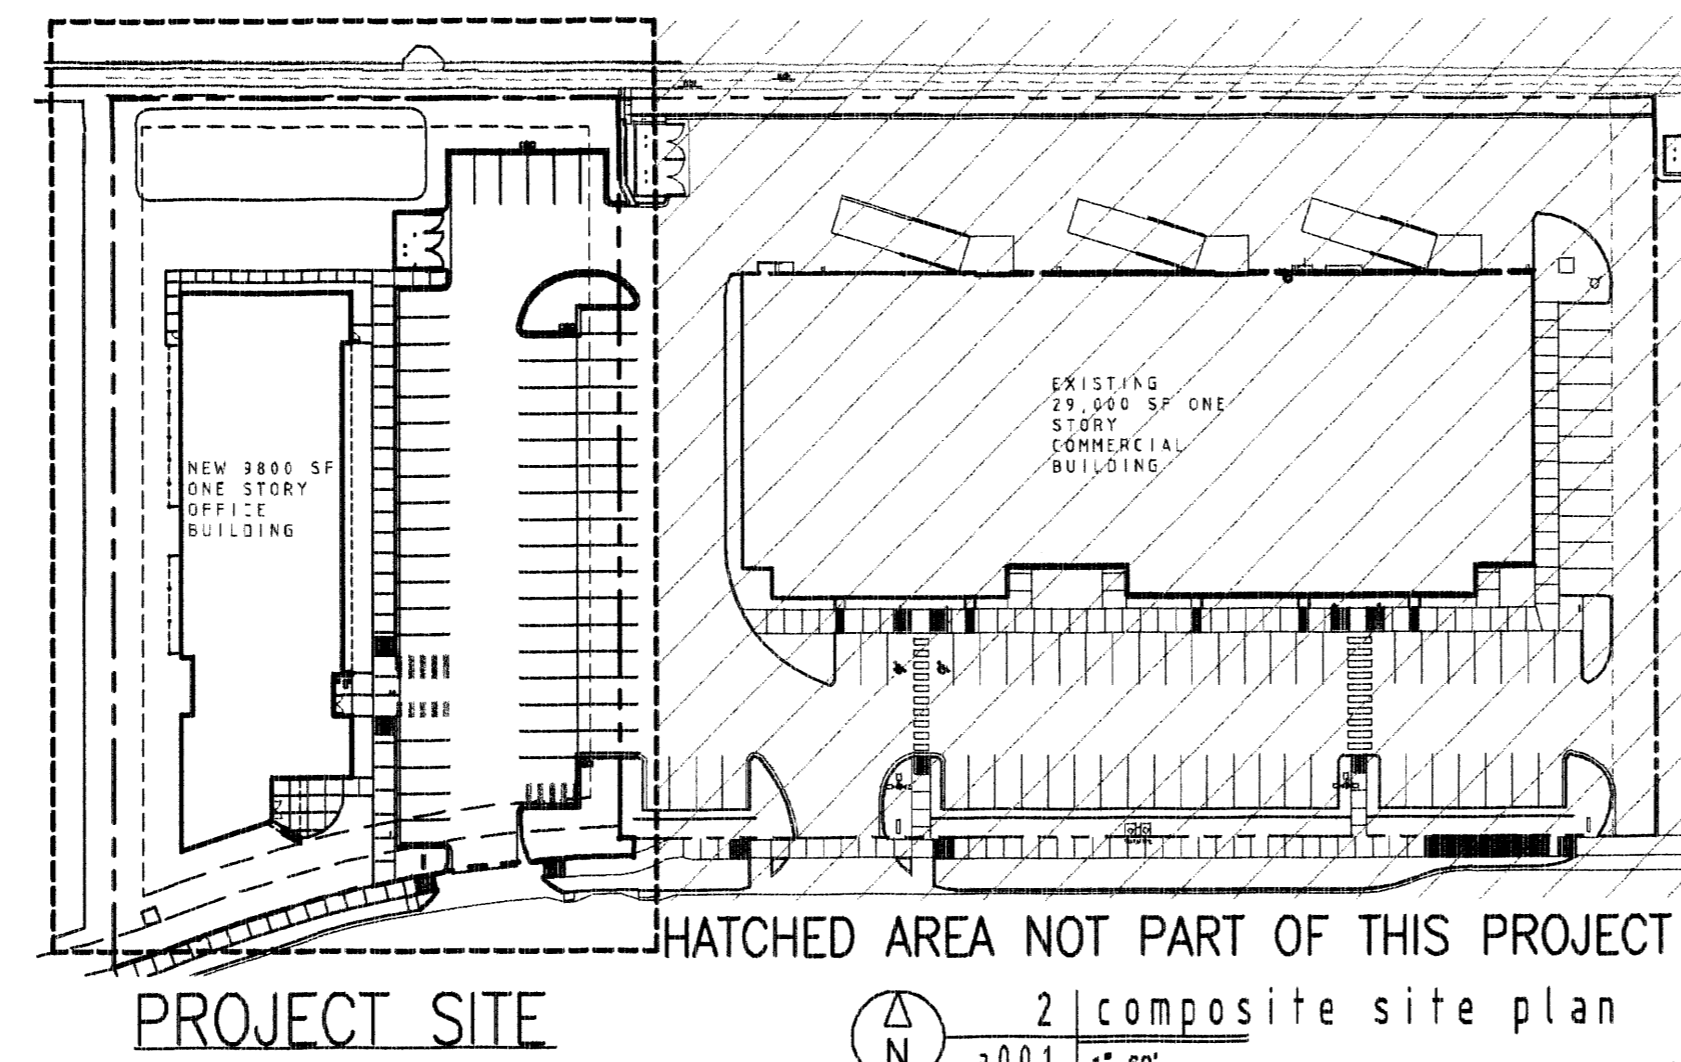 NEW 9800 SF
ONE STORY
OFFICE
BUILDING
EXISTING
29,000 SF ONE
STORY
COMMERCIAL
BUILDING
HATCHED AREA NOT PART OF THIS PROJECT
PROJECT SITE
N
2
composite site plan